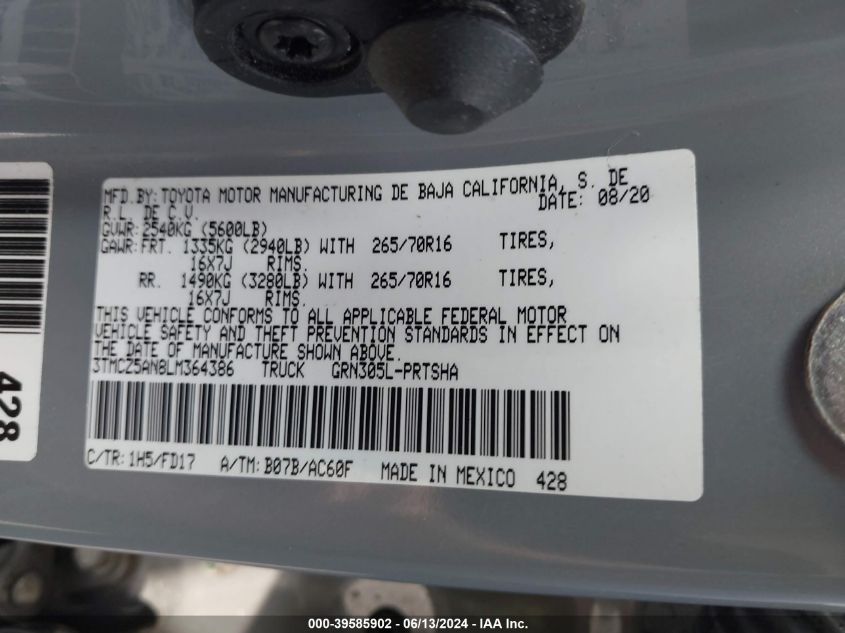 MFD.BY:TOYOTA MOTOR MANUFACTURING DE BAJA CALIFORNIA, S. DE
R.L. DE C.V. DATE: 08/20
GVWR:2540KG (5600LB)
GAWR:FRT. 1335KG (2940LB) WITH 265/70R16 TIRES,
16X7J RIMS.
RR. 1490KG (3280LB) WITH 265/70R16 TIRES,
16X7J RIMS.
THIS VEHICLE CONFORMS TO ALL APPLICABLE FEDERAL MOTOR
VEHICLE SAFETY AND THEFT PREVENTION STANDARDS IN EFFECT ON
THE DATE OF MANUFACTURE SHOWN ABOVE.
3TMCZ5AN8LM364386 TRUCK GRN305L-PRTSHA
C/TR:1H5/FD17 A/TM:B07B/AC60F MADE IN MEXICO 428
428
000-39585902 - 06/13/2024 - IAA Inc.